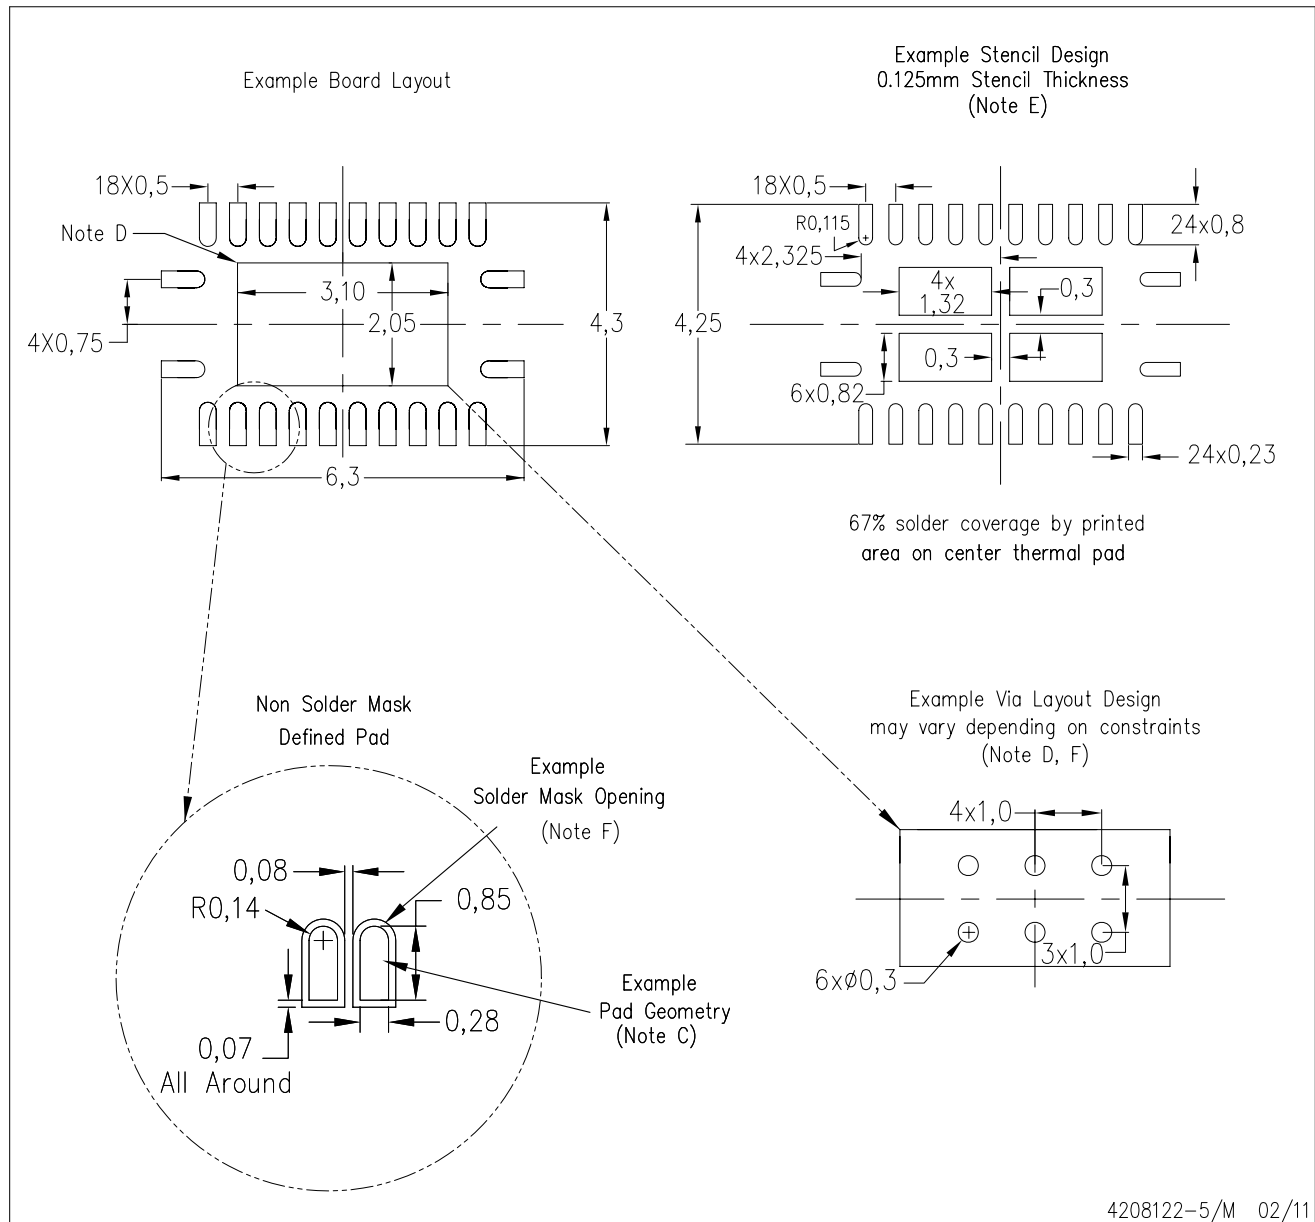 Example Board Layout
18X0,5
Note D
3,10
2,05
4,3
4X0,75
6,3
Example Stencil Design
0.125mm Stencil Thickness
(Note E)
18X0,5
R0,115
24x0,8
4x2,325
4x
1,32
0,3
4,25
0,3
6x0,82
24x0,23
67% solder coverage by printed
area on center thermal pad
Non Solder Mask
Defined Pad
Example
Solder Mask Opening
(Note F)
0,08
R0,14
0,85
Example
Pad Geometry
(Note C)
0,28
0,07
All Around
Example Via Layout Design
may vary depending on constraints
(Note D, F)
4x1,0
3x1,0
6xø0,3
4208122-5/M 02/11